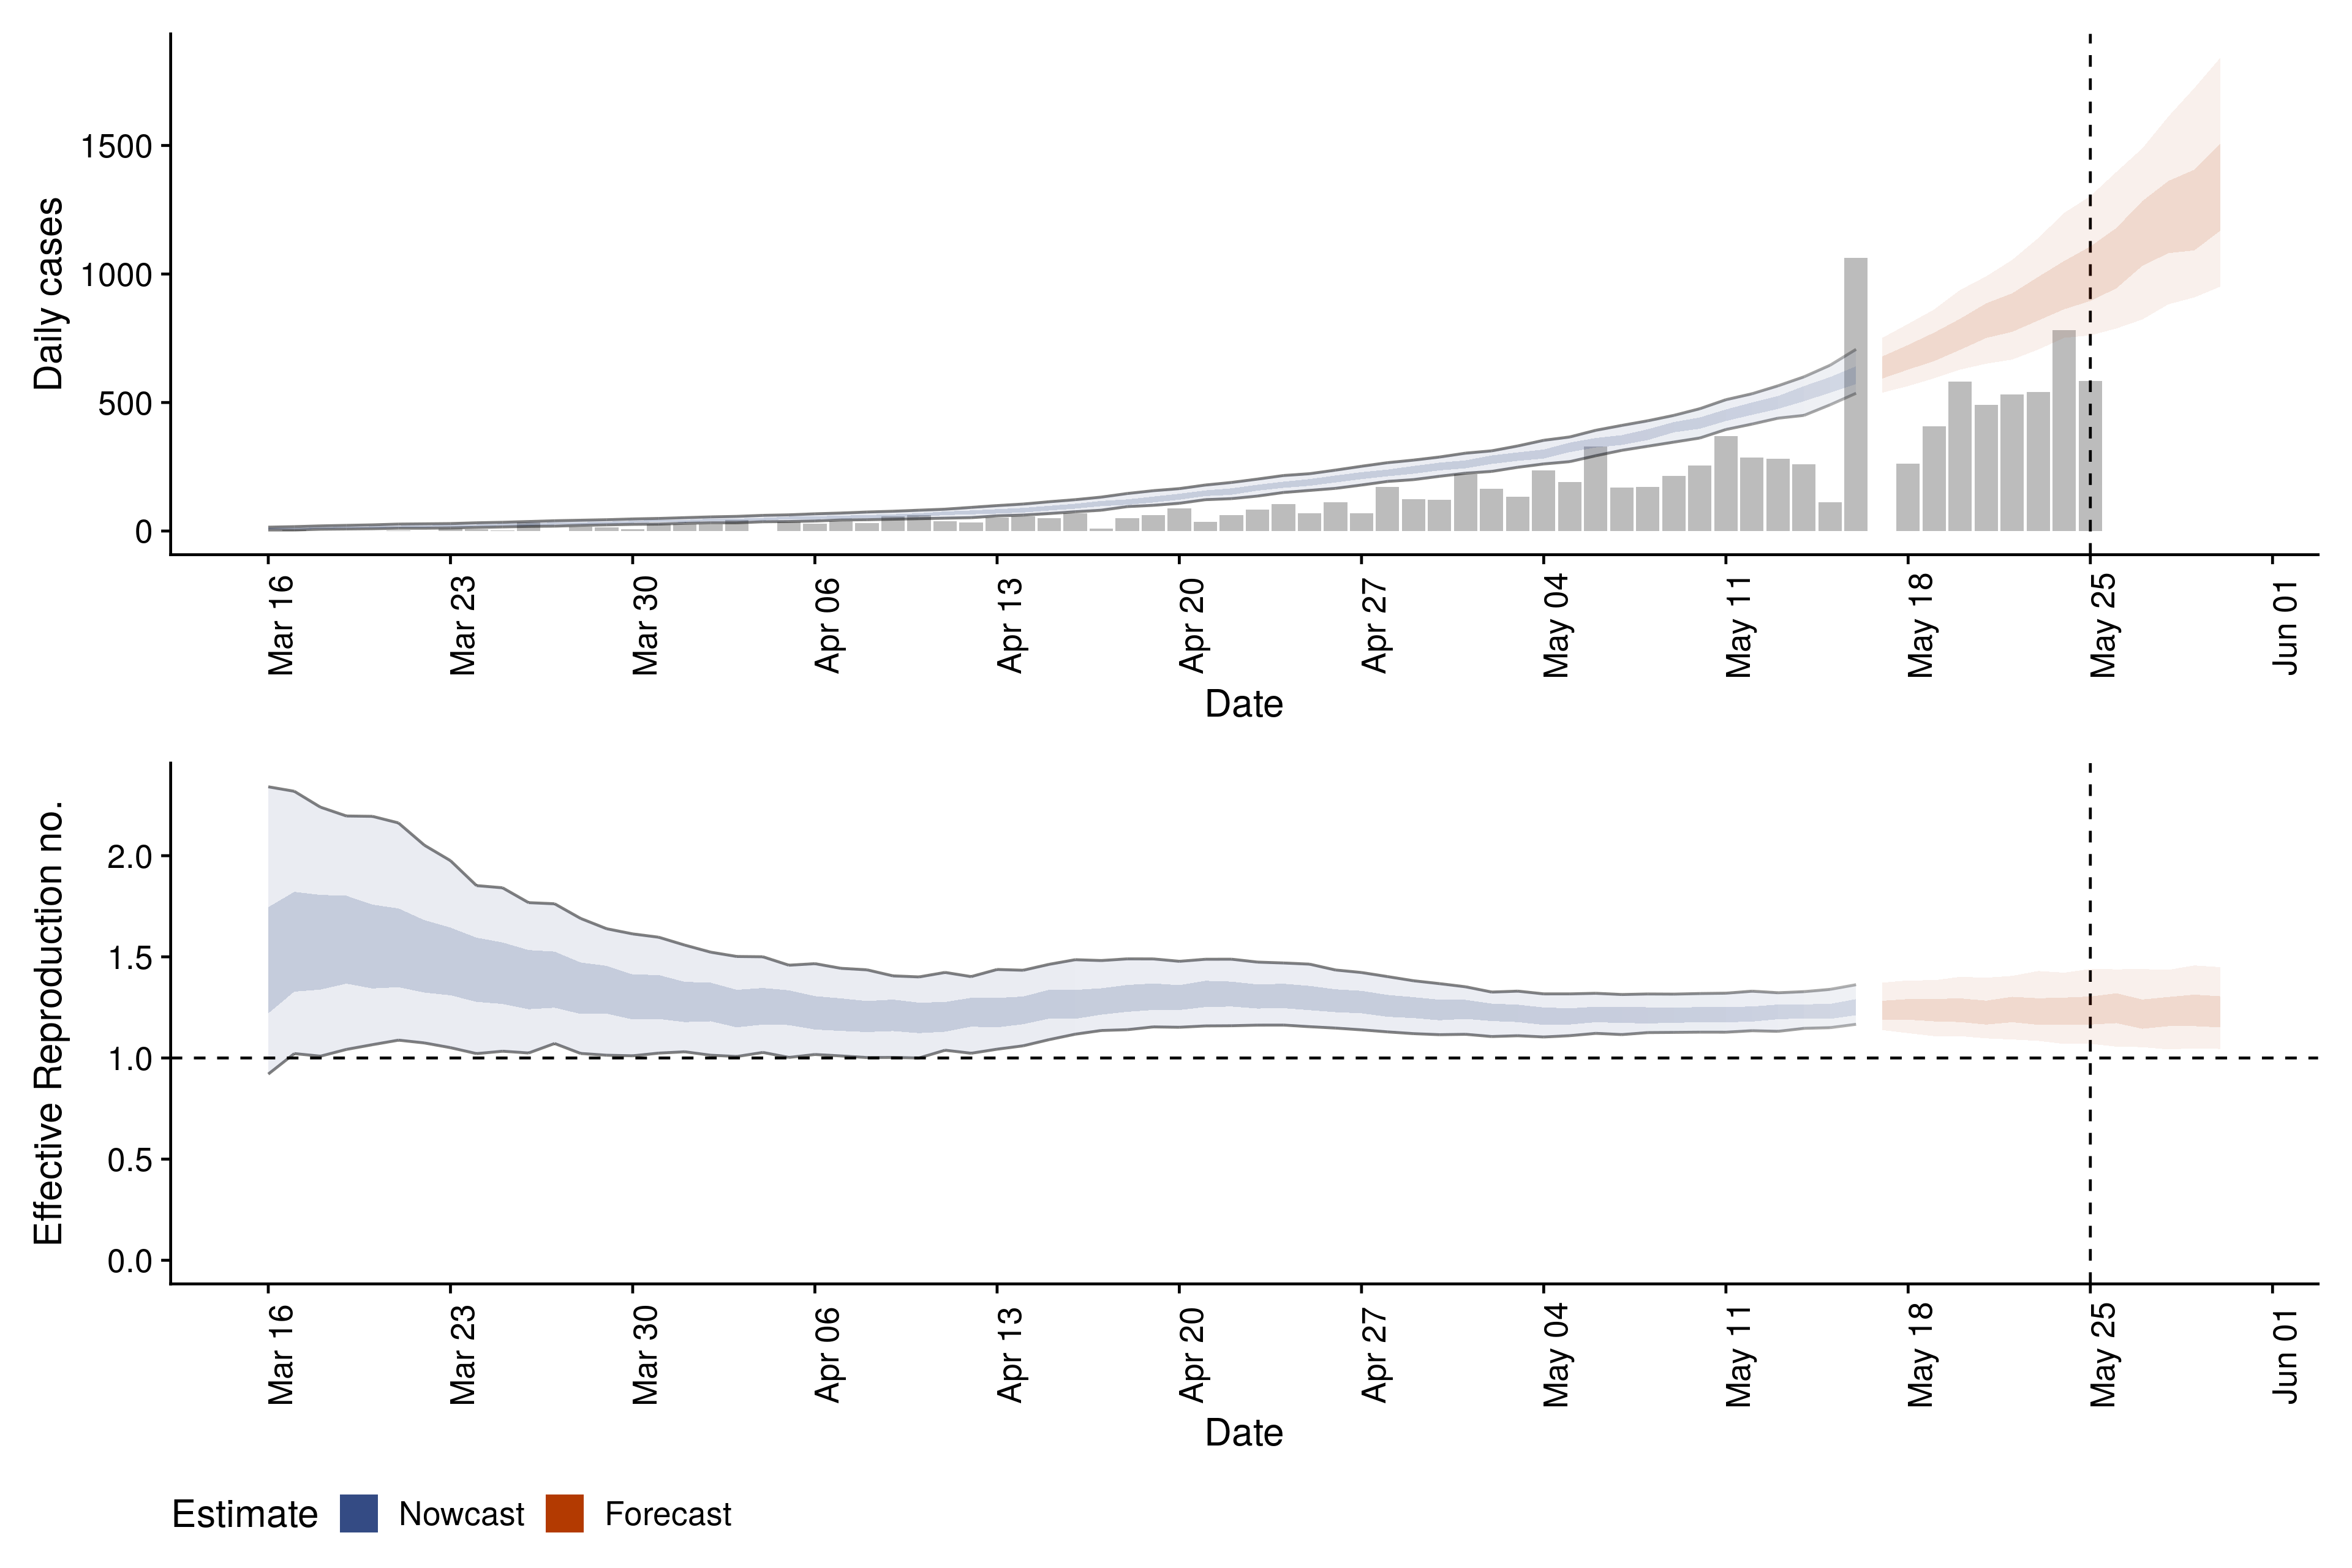 Daily cases
1500
1000
500
0
Mar 16
Mar 23
Mar 30
Apr 06
Apr 13
Apr 20
Apr 27
May 04
May 11
May 18
May 25
Jun 01
Date
Effective Reproduction no.
2.0
1.5
1.0
0.5
0.0
Mar 16
Mar 23
Mar 30
Apr 06
Apr 13
Apr 20
Apr 27
May 04
May 11
May 18
May 25
Jun 01
Date
Estimate Nowcast Forecast